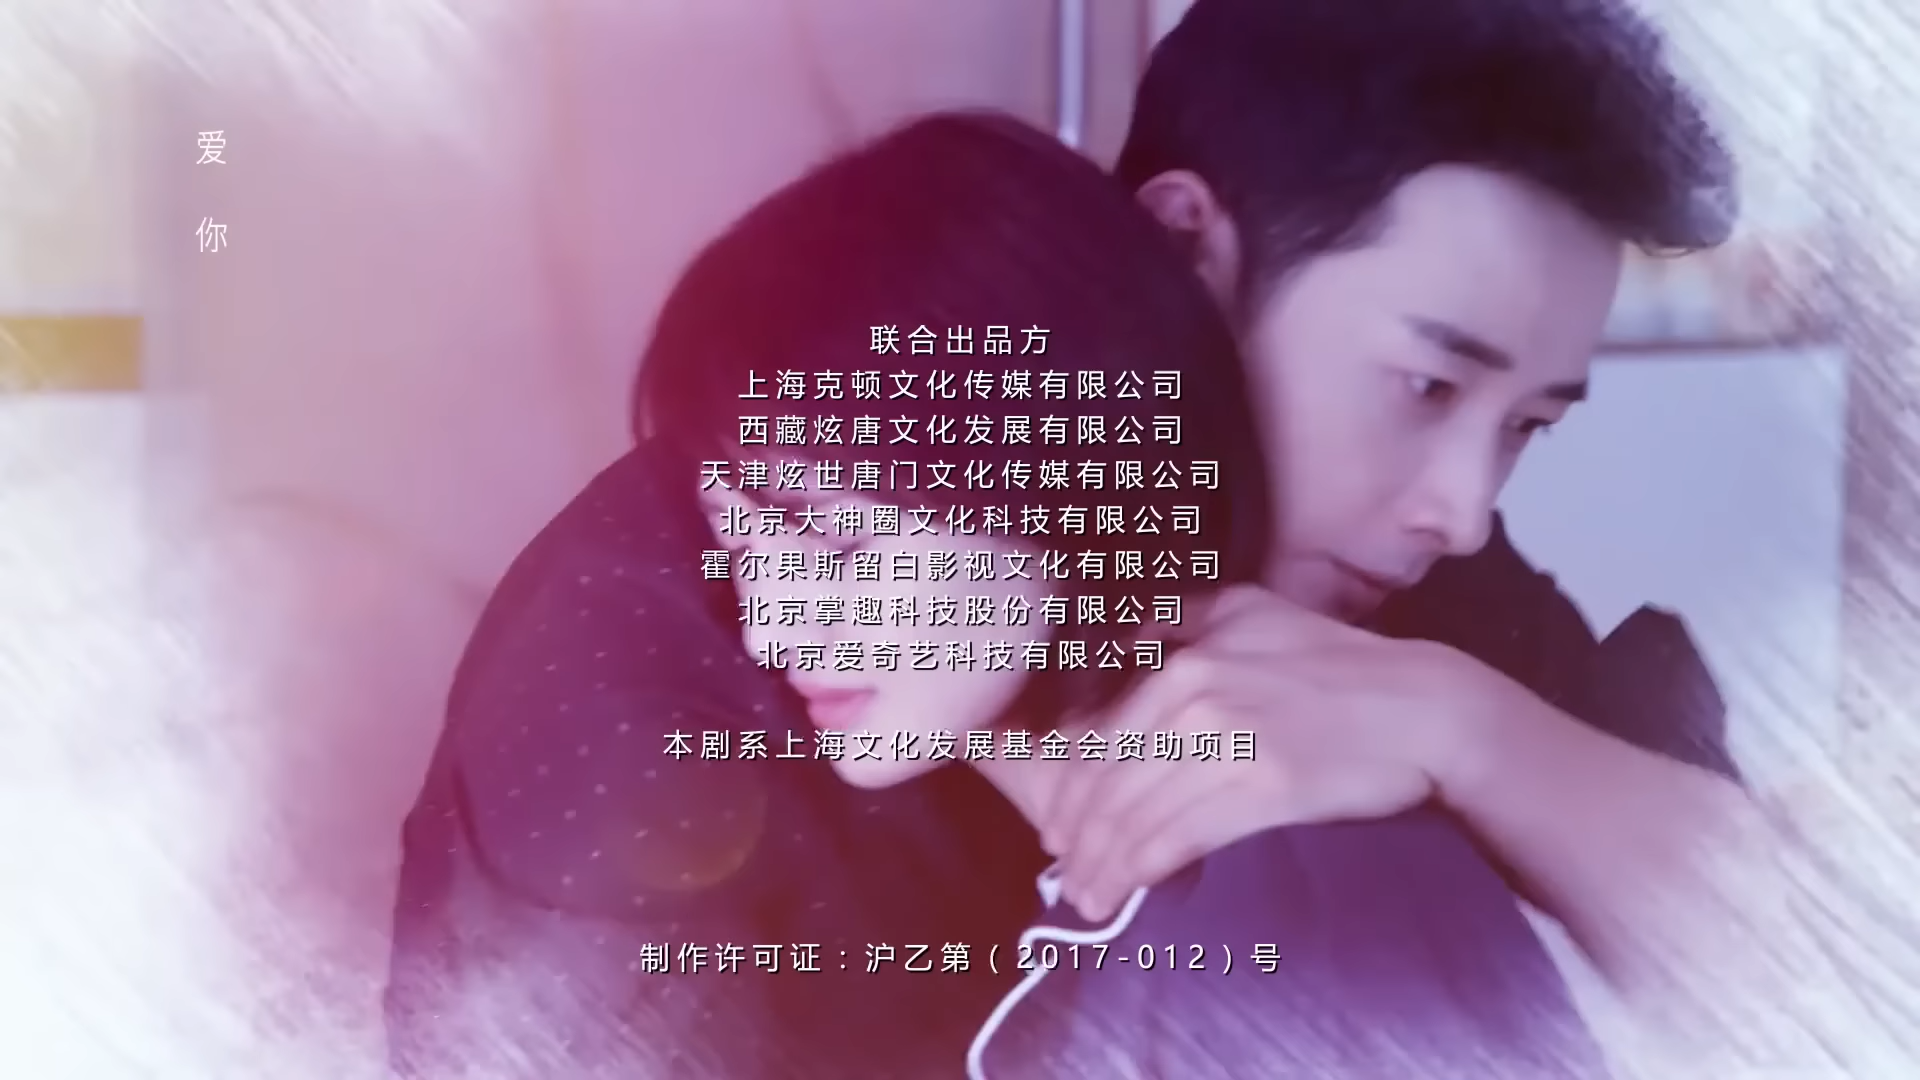 爱你
联合出品方
上海克顿文化传媒有限公司
西藏炫唐文化发展有限公司
天津炫世唐门文化传媒有限公司
北京大神圈文化科技有限公司
霍尔果斯留白影视文化有限公司
北京掌趣科技股份有限公司
北京爱奇艺科技有限公司
本剧系上海文化发展基金会资助项目
制作许可证：沪乙第（2017-012）号